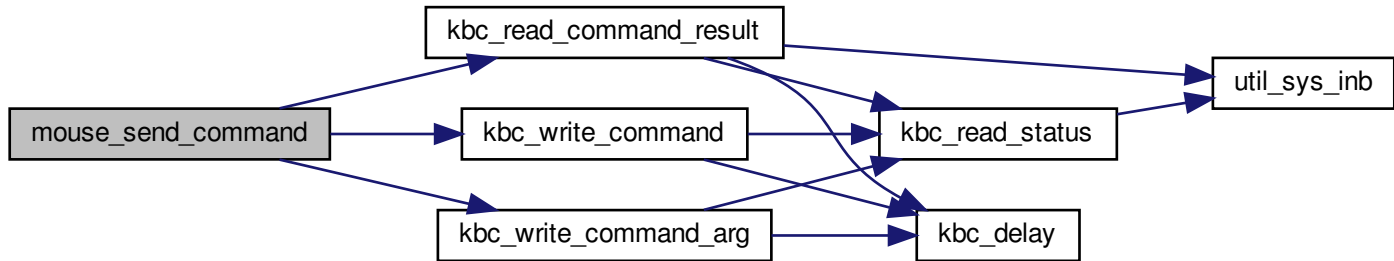 kbc_read_command_result
util_sys_inb
mouse_send_command
kbc_write_command
kbc_read_status
kbc_write_command_arg
kbc_delay